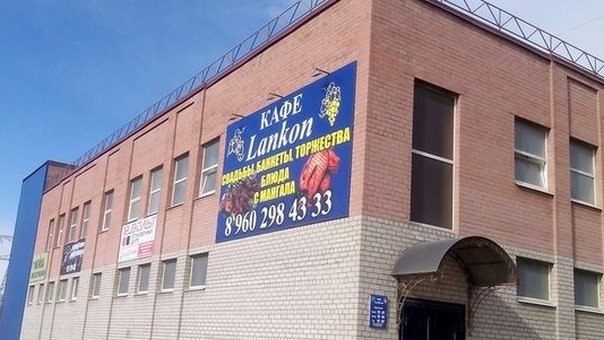 КАФЕ
Lankon
СВАДЬБЫ, БАНКЕТЫ, ТОРЖЕСТВА
БЛЮДА
С МАНГАЛА
8 960 298 43 33